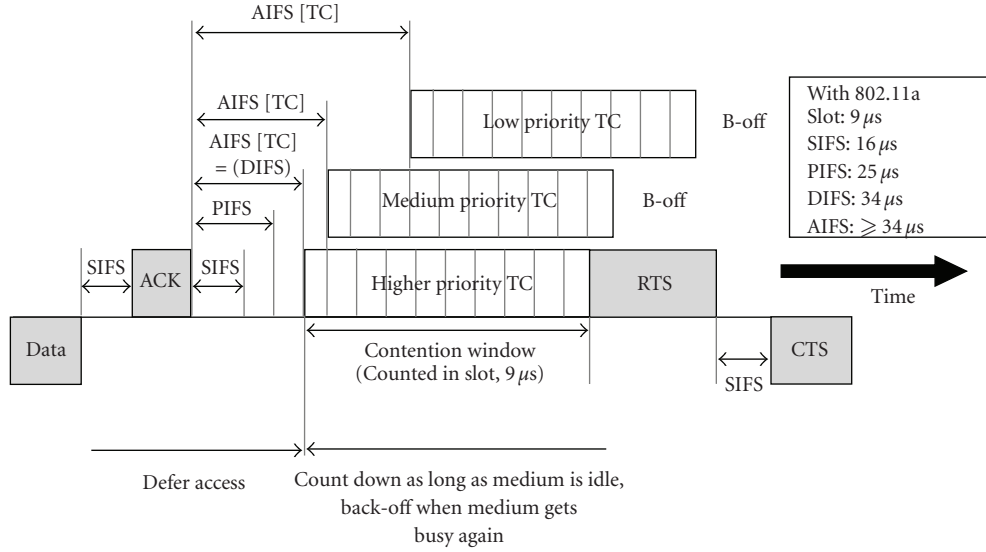 AIFS [TC]
AIFS [TC]
AIFS [TC]
= (DIFS)
PIFS
SIFS
ACK
SIFS
Low priority TC
B-off
Medium priority TC
B-off
Higher priority TC
RTS
With 802.11a
Slot: 9 μs
SIFS: 16 μs
PIFS: 25 μs
DIFS: 34 μs
AIFS: ⩾ 34 μs
Time
Data
Contention window
(Counted in slot, 9 μs)
SIFS
CTS
Defer access
Count down as long as medium is idle,
back-off when medium gets
busy again